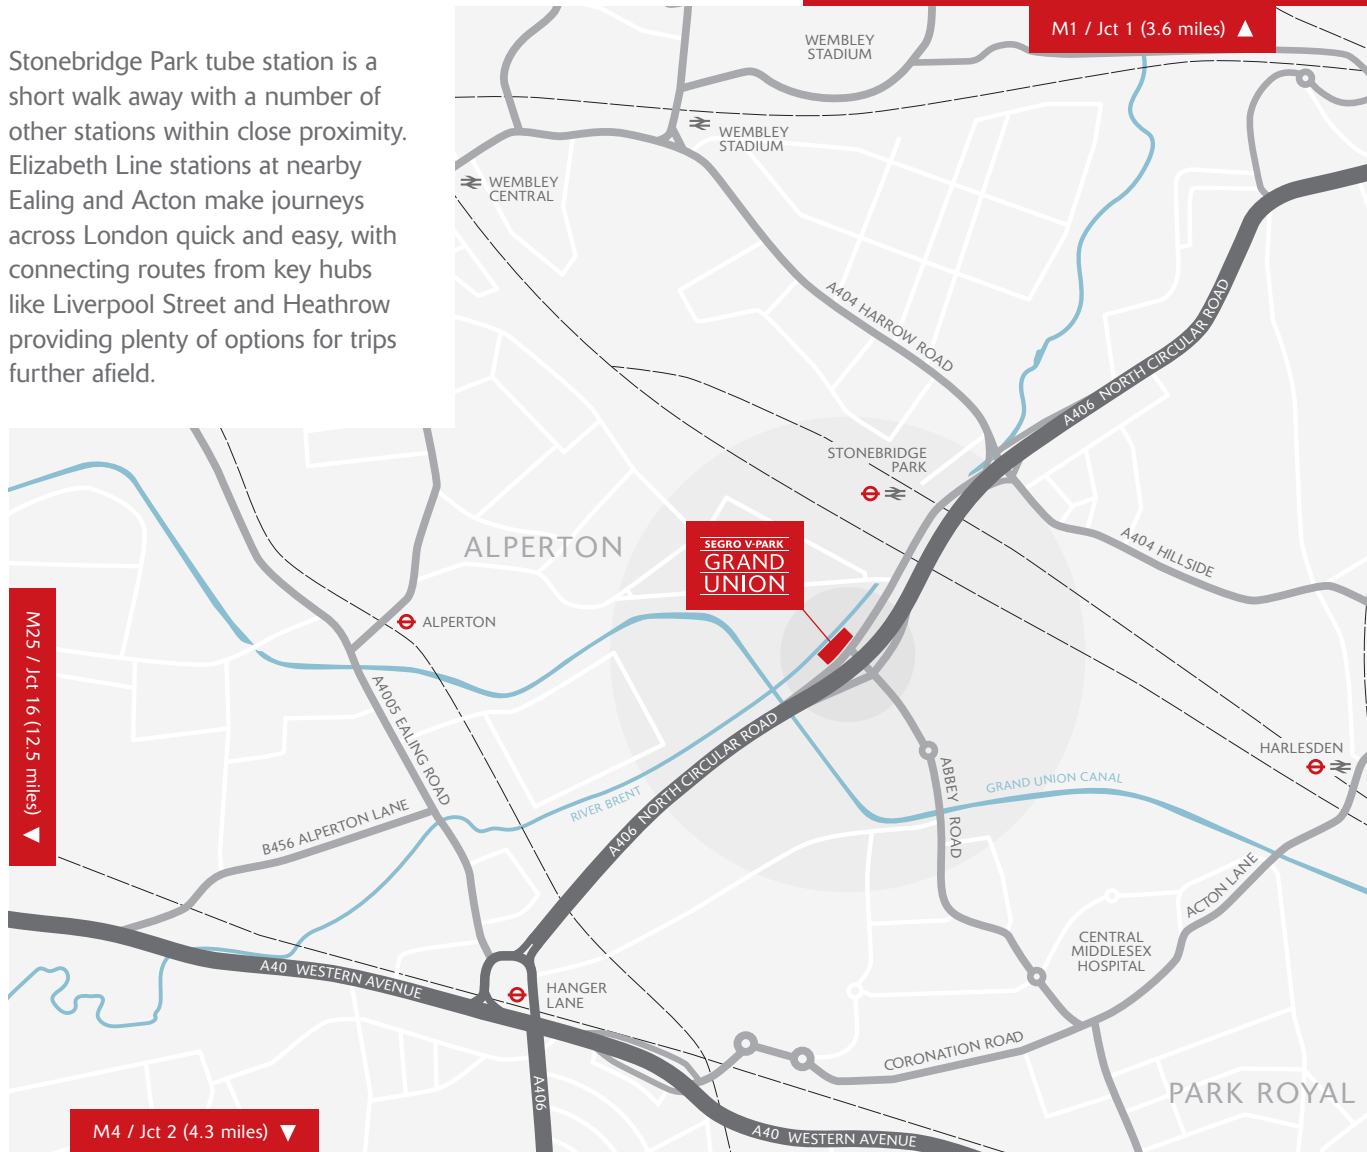 Stonebridge Park tube station is a
short walk away with a number of
other stations within close proximity.
Elizabeth Line stations at nearby
Ealing and Acton make journeys
across London quick and easy, with
connecting routes from key hubs
like Liverpool Street and Heathrow
providing plenty of options for trips
further afield.
M1 / Jct 1 (3.6 miles) ▲
WEMBLEY
STADIUM
WEMBLEY
STADIUM
WEMBLEY
CENTRAL
A404 HARROW ROAD
A406 NORTH CIRCULAR ROAD
STONEBRIDGE
PARK
A404 HILLSIDE
ALPERTON
SEGRO V-PARK
GRAND
UNION
ALPERTON
M25 / Jct 16 (12.5 miles) ▼
A4005 EALING ROAD
HARLESDEN
ABBEY ROAD
GRAND UNION CANAL
RIVER BRENT
A406 NORTH CIRCULAR ROAD
B456 ALPERTON LANE
ACTON LANE
CENTRAL
MIDDLESEX
HOSPITAL
A40 WESTERN AVENUE
HANGER
LANE
CORONATION ROAD
A406
PARK ROYAL
M4 / Jct 2 (4.3 miles) ▼
A40 WESTERN AVENUE